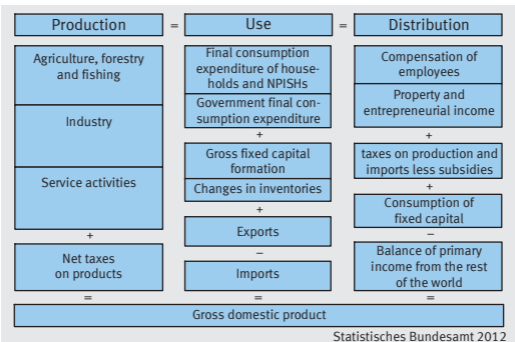 Production = Use = Distribution
Agriculture, forestry
and fishing
Industry
Service activities
+
Net taxes
on products
=
Final consumption
expenditure of house-
holds and NPISHs
Government final con-
sumption expenditure
+
Gross fixed capital
formation
Changes in inventories
+
Exports
–
Imports
=
Compensation of
employees
Property and
entrepreneurial income
+
taxes on production and
imports less subsidies
+
Consumption of
fixed capital
–
Balance of primary
income from the rest
of the world
=
Gross domestic product
Statistisches Bundesamt 2012